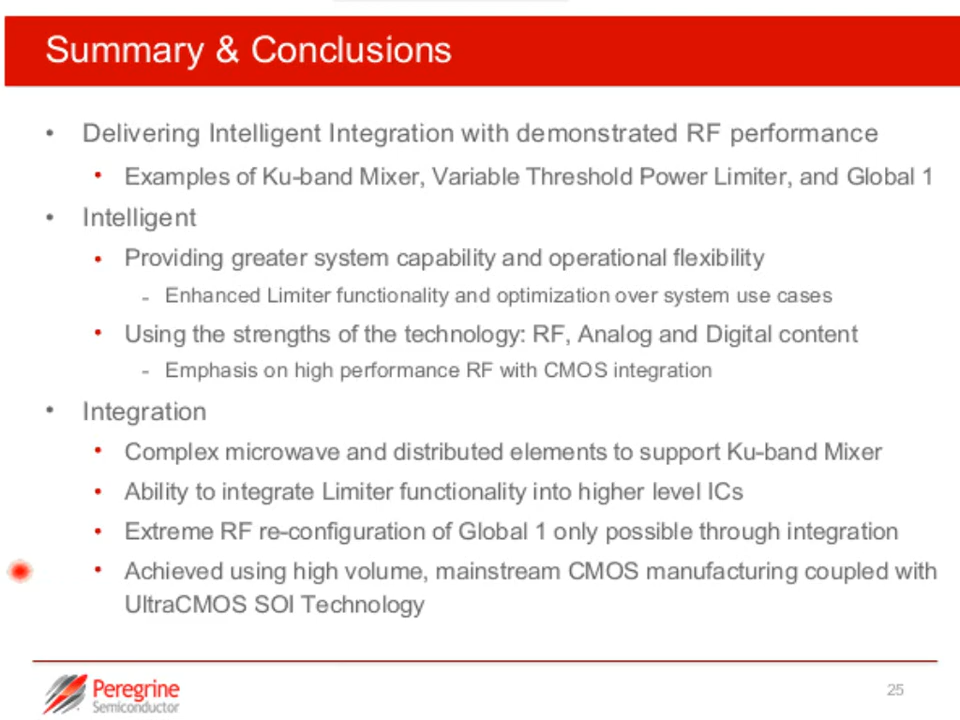 Summary & Conclusions
• Delivering Intelligent Integration with demonstrated RF performance
• Examples of Ku-band Mixer, Variable Threshold Power Limiter, and Global 1
• Intelligent
• Providing greater system capability and operational flexibility
- Enhanced Limiter functionality and optimization over system use cases
• Using the strengths of the technology: RF, Analog and Digital content
- Emphasis on high performance RF with CMOS integration
• Integration
• Complex microwave and distributed elements to support Ku-band Mixer
• Ability to integrate Limiter functionality into higher level ICs
• Extreme RF re-configuration of Global 1 only possible through integration
• Achieved using high volume, mainstream CMOS manufacturing coupled with
UltraCMOS SOI Technology
Peregrine
Semiconductor
25